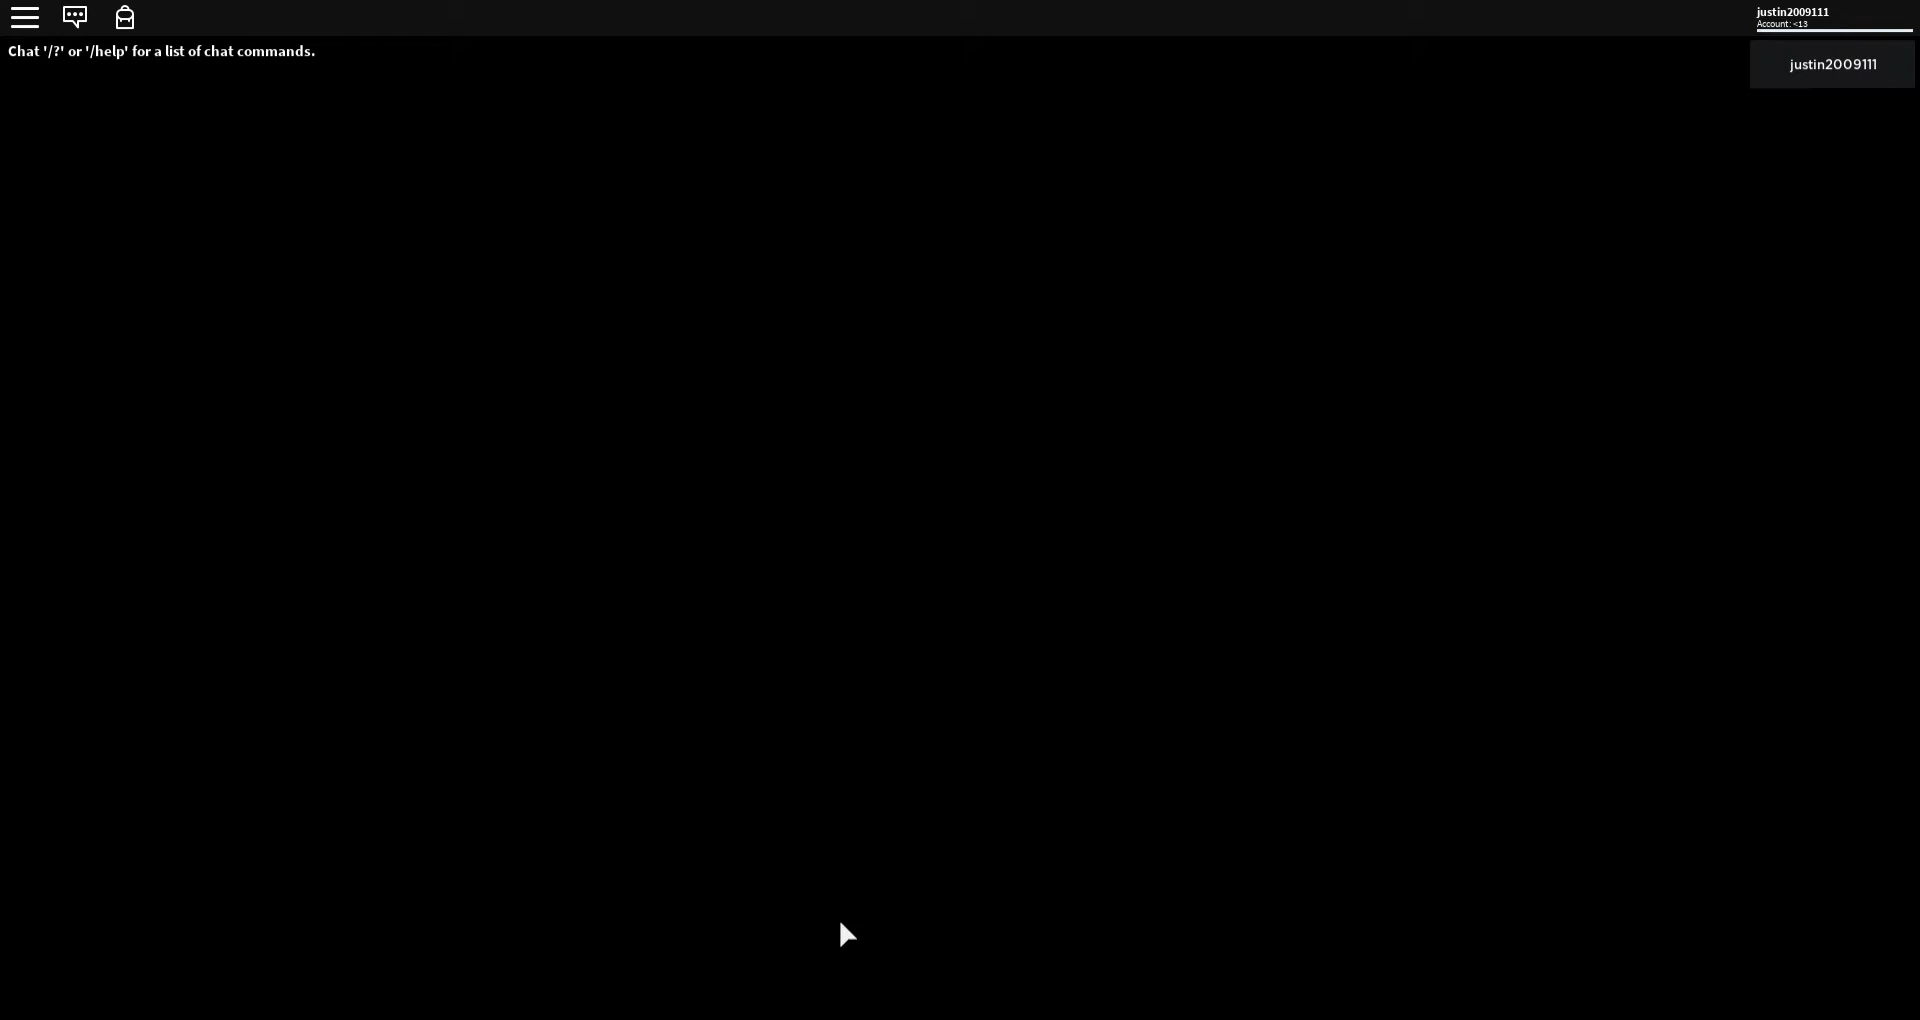 justin2009111
Account: <13
Chat '/?' or '/help' for a list of chat commands.
justin2009111